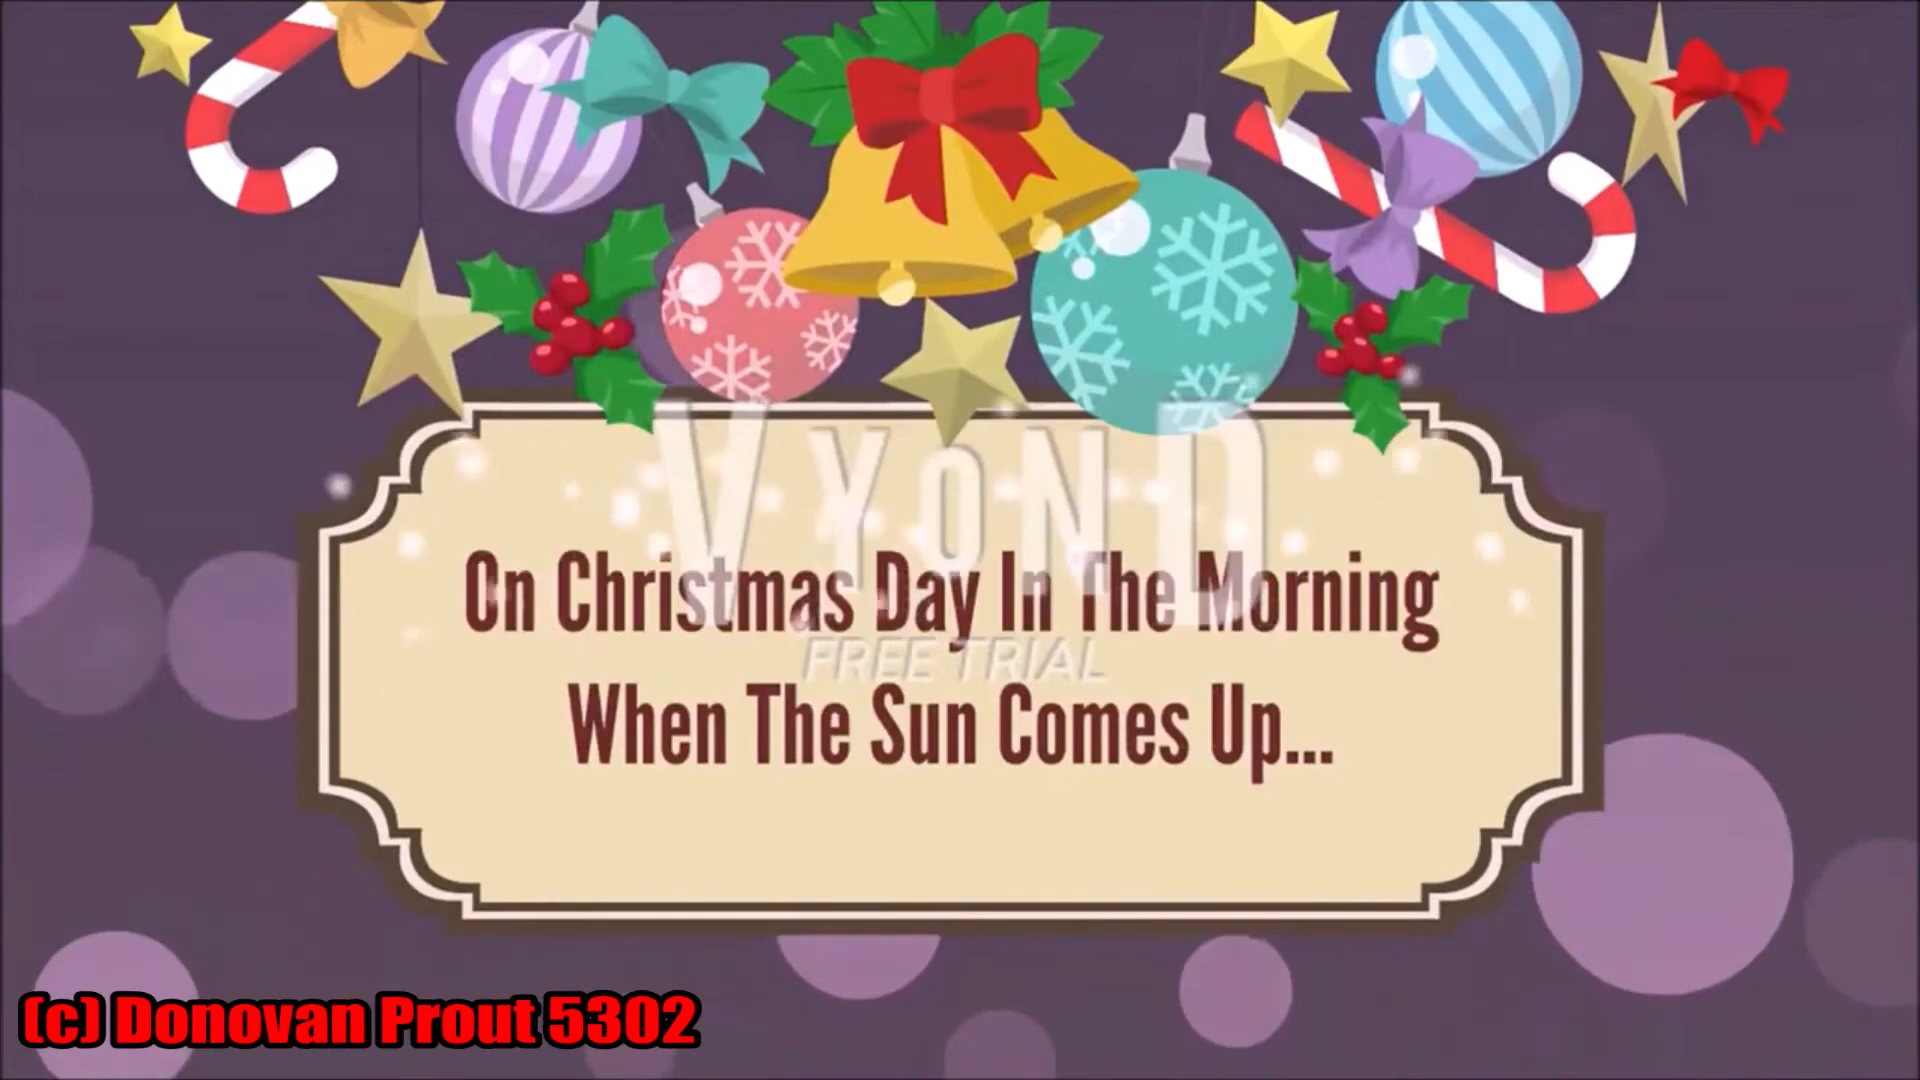 VYOND
On Christmas Day In The Morning
FREE TRIAL
When The Sun Comes Up...
(c) Donovan Prout 5302